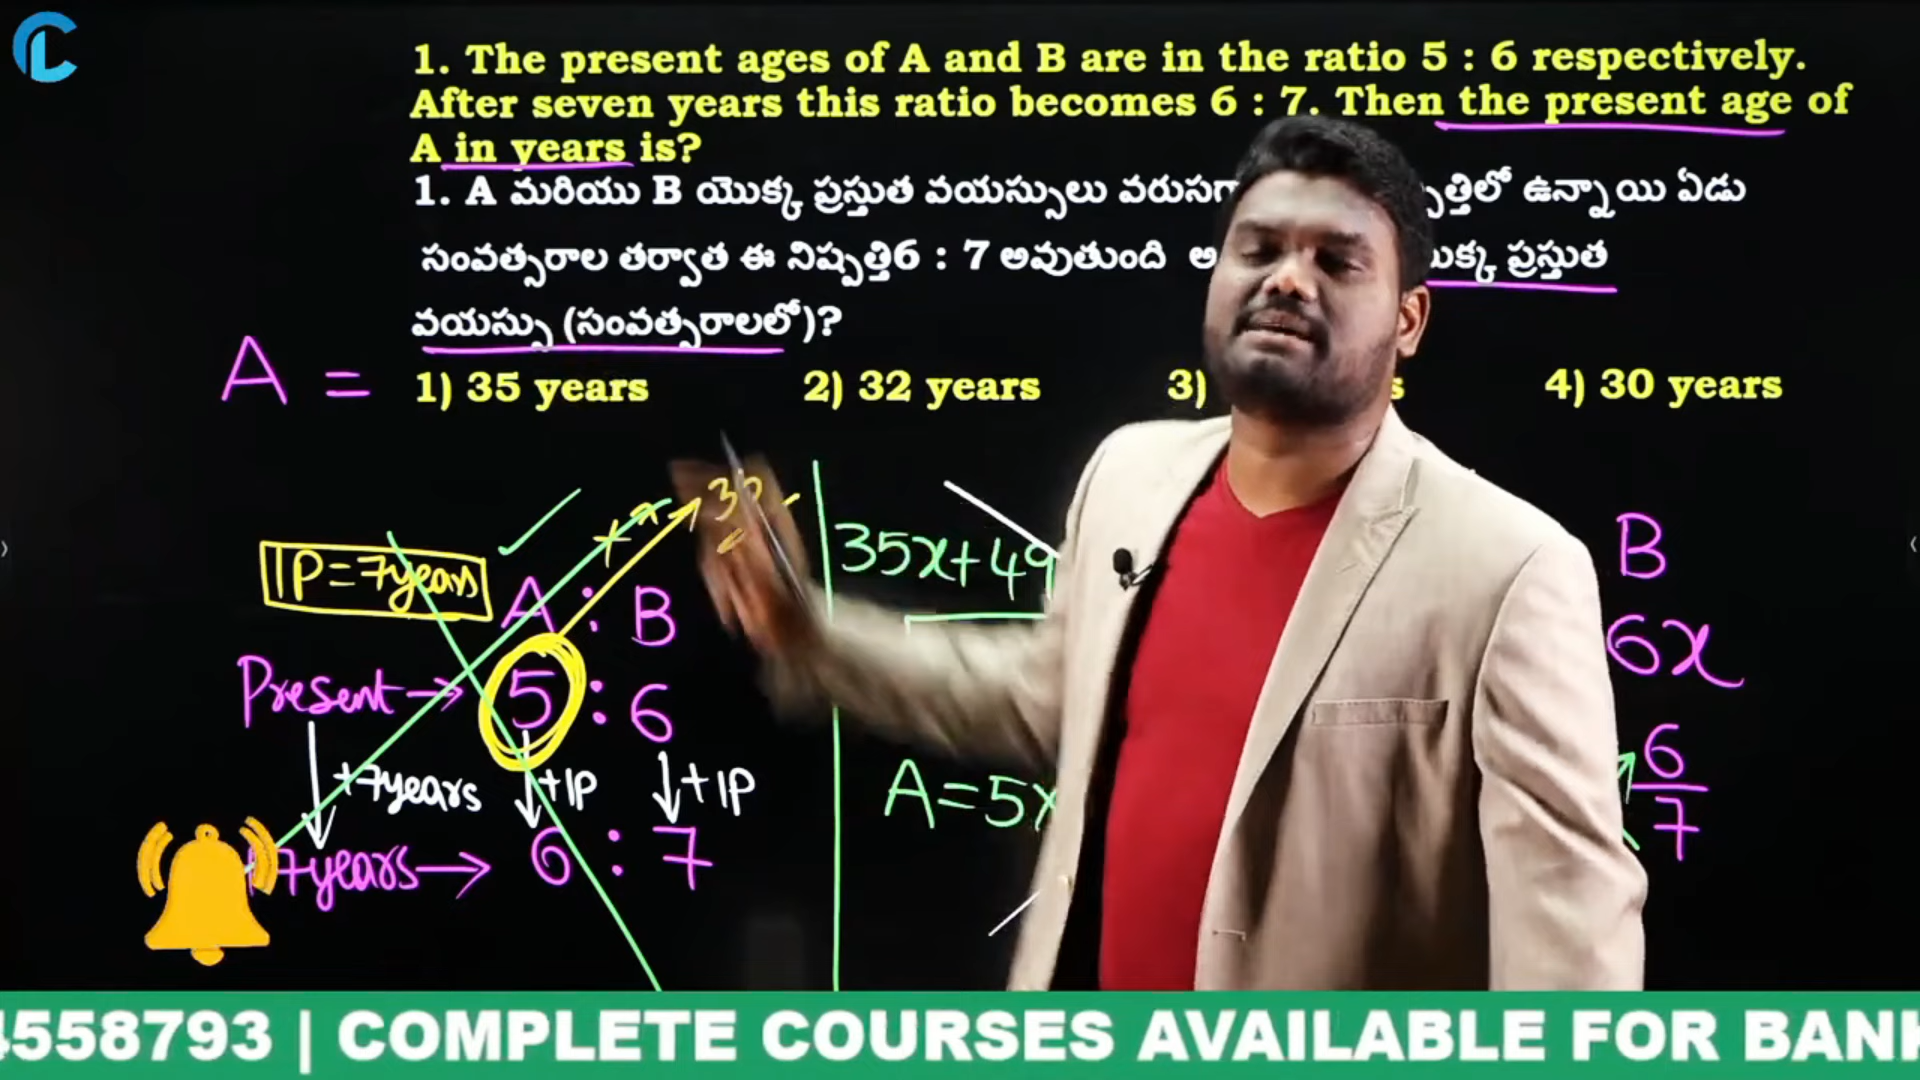 1. The present ages of A and B are in the ratio 5 : 6 respectively.
After seven years this ratio becomes 6 : 7. Then the present age of
A in years is?
1. A మరియు B యొక్క ప్రస్తుత వయస్సులు వరుసగా ఉన్నాయి ఏడు
సంవత్సరాల తర్వాత ఈ నిష్పత్తి6 : 7 అవుతుంది ప్రస్తుత
వయస్సు (సంవత్సరాలలో)?
A =
1) 35 years 2) 32 years 3) 4) 30 years
1P=7years
A : B
Present → 5 : 6
+7years +1P +1P
7years → 6 : 7
35x+49
A=5x
B
6x
6
7
4558793 | COMPLETE COURSES AVAILABLE FOR BANK